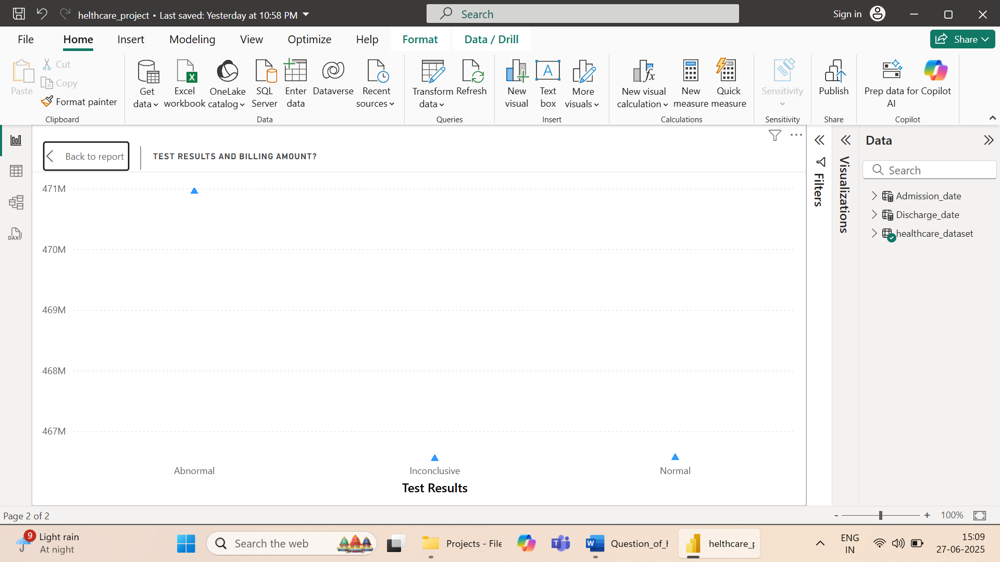 helthcare_project • Last saved: Yesterday at 10:58 PM
Search
Sign in
File
Home
Insert
Modeling
View
Optimize
Help
Format
Data / Drill
Share
Paste
Cut
Copy
Format painter
Clipboard
Get data
Excel workbook
OneLake catalog
SQL Server
Enter data
Dataverse
Recent sources
Data
Transform data
Refresh
Queries
New visual
Text box
More visuals
Insert
New visual calculation
New measure
Quick measure
Calculations
Sensitivity
Sensitivity
Publish
Share
Prep data for AI
Copilot
Copilot
Back to report
TEST RESULTS AND BILLING AMOUNT?
471M
470M
469M
468M
467M
Abnormal
Inconclusive
Normal
Test Results
Filters
Visualizations
Data
Search
Admission_date
Discharge_date
healthcare_dataset
DAX
Page 2 of 2
- + 100%
9
Light rain
At night
Search the web
Projects - File
Question_of_h
helthcare_p
ENG
IN
15:09
27-06-2025